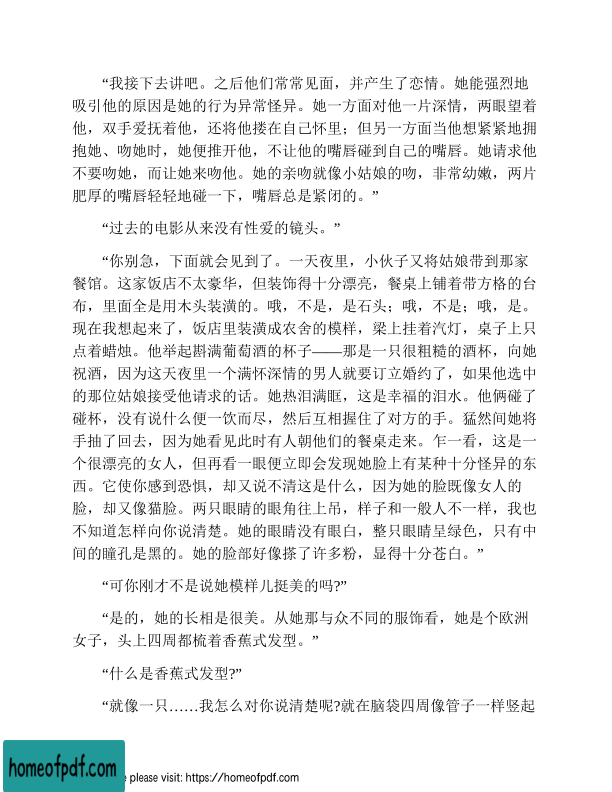 “我接下去讲吧。之后他们常常见面，并产生了恋情。她能强烈地
吸引他的原因是她的行为异常怪异。她一方面对他一片深情，两眼望着
他，双手爱抚着他，还将他搂在自己怀里；但另一方面当他想紧紧地拥
抱她、吻她时，她便推开他，不让他的嘴唇碰到自己的嘴唇。她请求他
不要吻她，而让她来吻他。她的亲吻就像小姑娘的吻，非常幼嫩，两片
肥厚的嘴唇轻轻地碰一下，嘴唇总是紧闭的。”
“过去的电影从来没有性爱的镜头。”
“你别急，下面就会见到了。一天夜里，小伙子又将姑娘带到那家
餐馆。这家饭店不太豪华，但装饰得十分漂亮，餐桌上铺着带方格的台
布，里面全是用木头装潢的。哦，不是，是石头；哦，不是；哦，是。
现在我想起来了，饭店里装潢成农舍的模样，梁上挂着汽灯，桌子上只
点着蜡烛。他举起斟满葡萄酒的杯子——那是一只很粗糙的酒杯，向她
祝酒，因为这天夜里一个满怀深情的男人就要订立婚约了，如果他选中
的那位姑娘接受他请求的话。她热泪满眶，这是幸福的泪水。他俩碰了
碰杯，没有说什么便一饮而尽，然后互相握住了对方的手。猛然间她将
手抽了回去，因为她看见此时有人朝他们的餐桌走来。乍一看，这是一
个很漂亮的女人，但再看一眼便立即会发现她脸上有某种十分怪异的东
西。它使你感到恐惧，却又说不清这是什么，因为她的脸既像女人的
脸，却又像猫脸。两只眼睛的眼角往上吊，样子和一般人不一样，我也
不知道怎样向你说清楚。她的眼睛没有眼白，整只眼睛呈绿色，只有中
间的瞳孔是黑的。她的脸部好像搽了许多粉，显得十分苍白。”
“可你刚才不是说她模样儿挺美的吗?”
“是的，她的长相是很美。从她那与众不同的服饰看，她是个欧洲
女子，头上四周都梳着香蕉式发型。”
“什么是香蕉式发型?”
“就像一只……我怎么对你说清楚呢?就在脑袋四周像管子一样竖起
homeofpdf.com
e please visit: https://homeofpdf.com